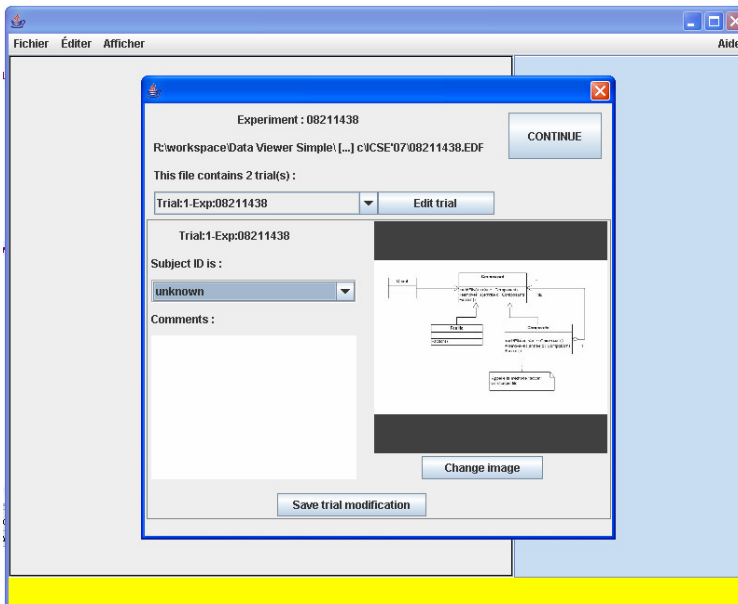 Fichier Éditer Afficher Aide
Experiment : 08211438
CONTINUE
R:\workspace\Data Viewer Simple\ [...] c\ICSE'07\08211438.EDF
This file contains 2 trial(s) :
Trial:1-Exp:08211438
Edit trial
Trial:1-Exp:08211438
Subject ID is :
unknown
Comments :
Client
Change image
Save trial modification